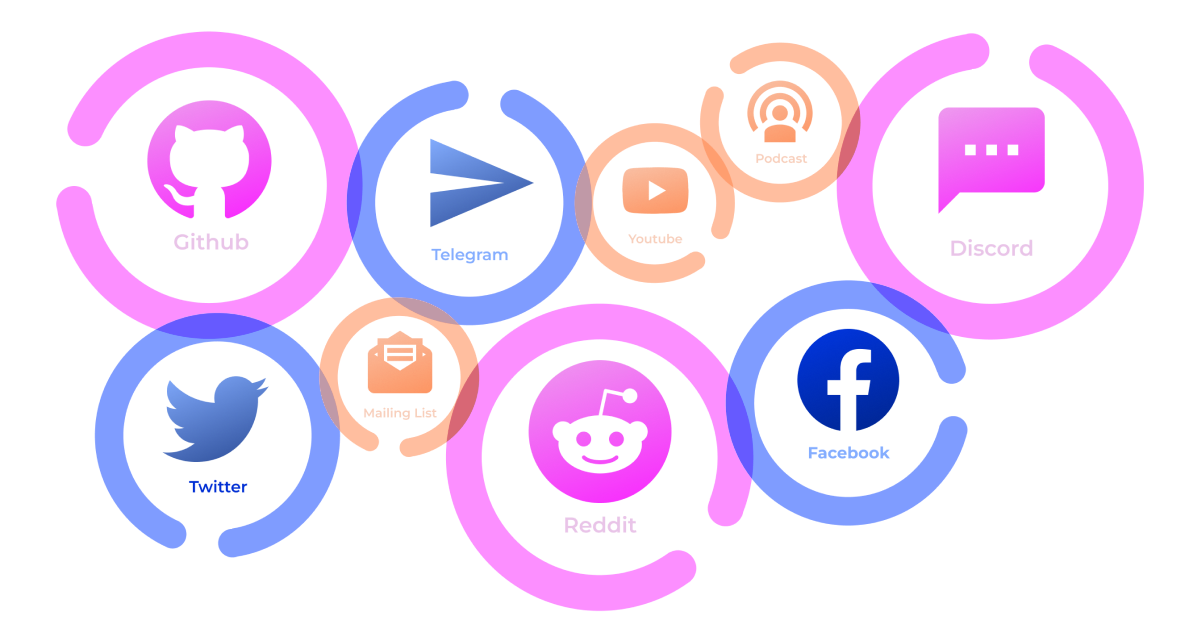 Github
Telegram
Youtube
Podcast
Discord
Twitter
Mailing List
Reddit
Facebook